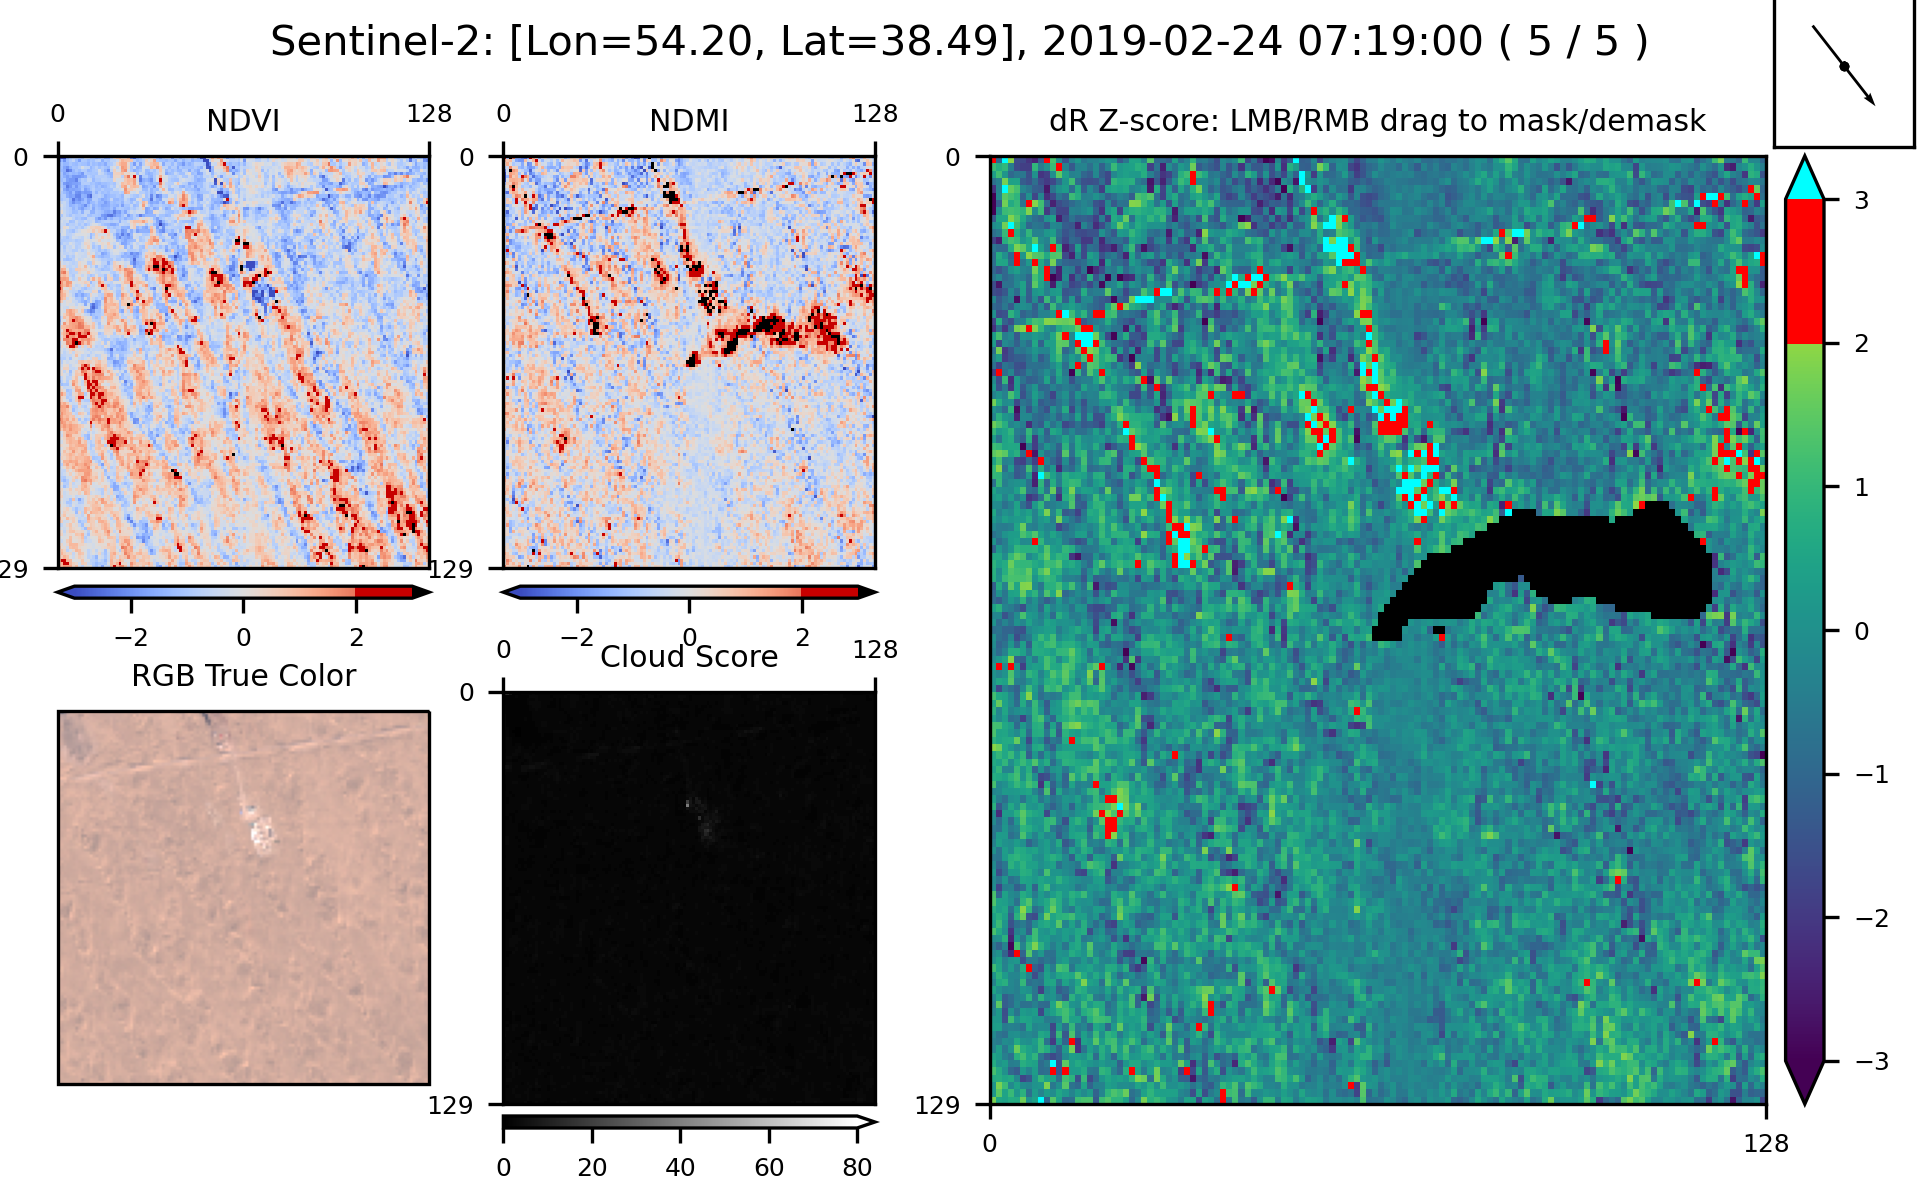 Sentinel-2: [Lon=54.20, Lat=38.49], 2019-02-24 07:19:00 ( 5 / 5 )
0 NDVI 128
0
29
−2 0 2
0 NDMI 128
0
129
−2 0 2
dR Z-score: LMB/RMB drag to mask/demask
0
129
0 128
3
2
1
0
−1
−2
−3
RGB True Color
0 Cloud Score 128
0
129
0 20 40 60 80